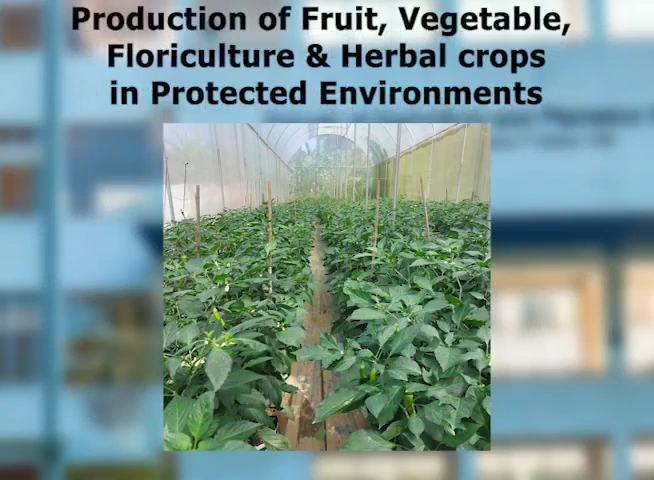 Production of Fruit, Vegetable,
Floriculture & Herbal crops
in Protected Environments